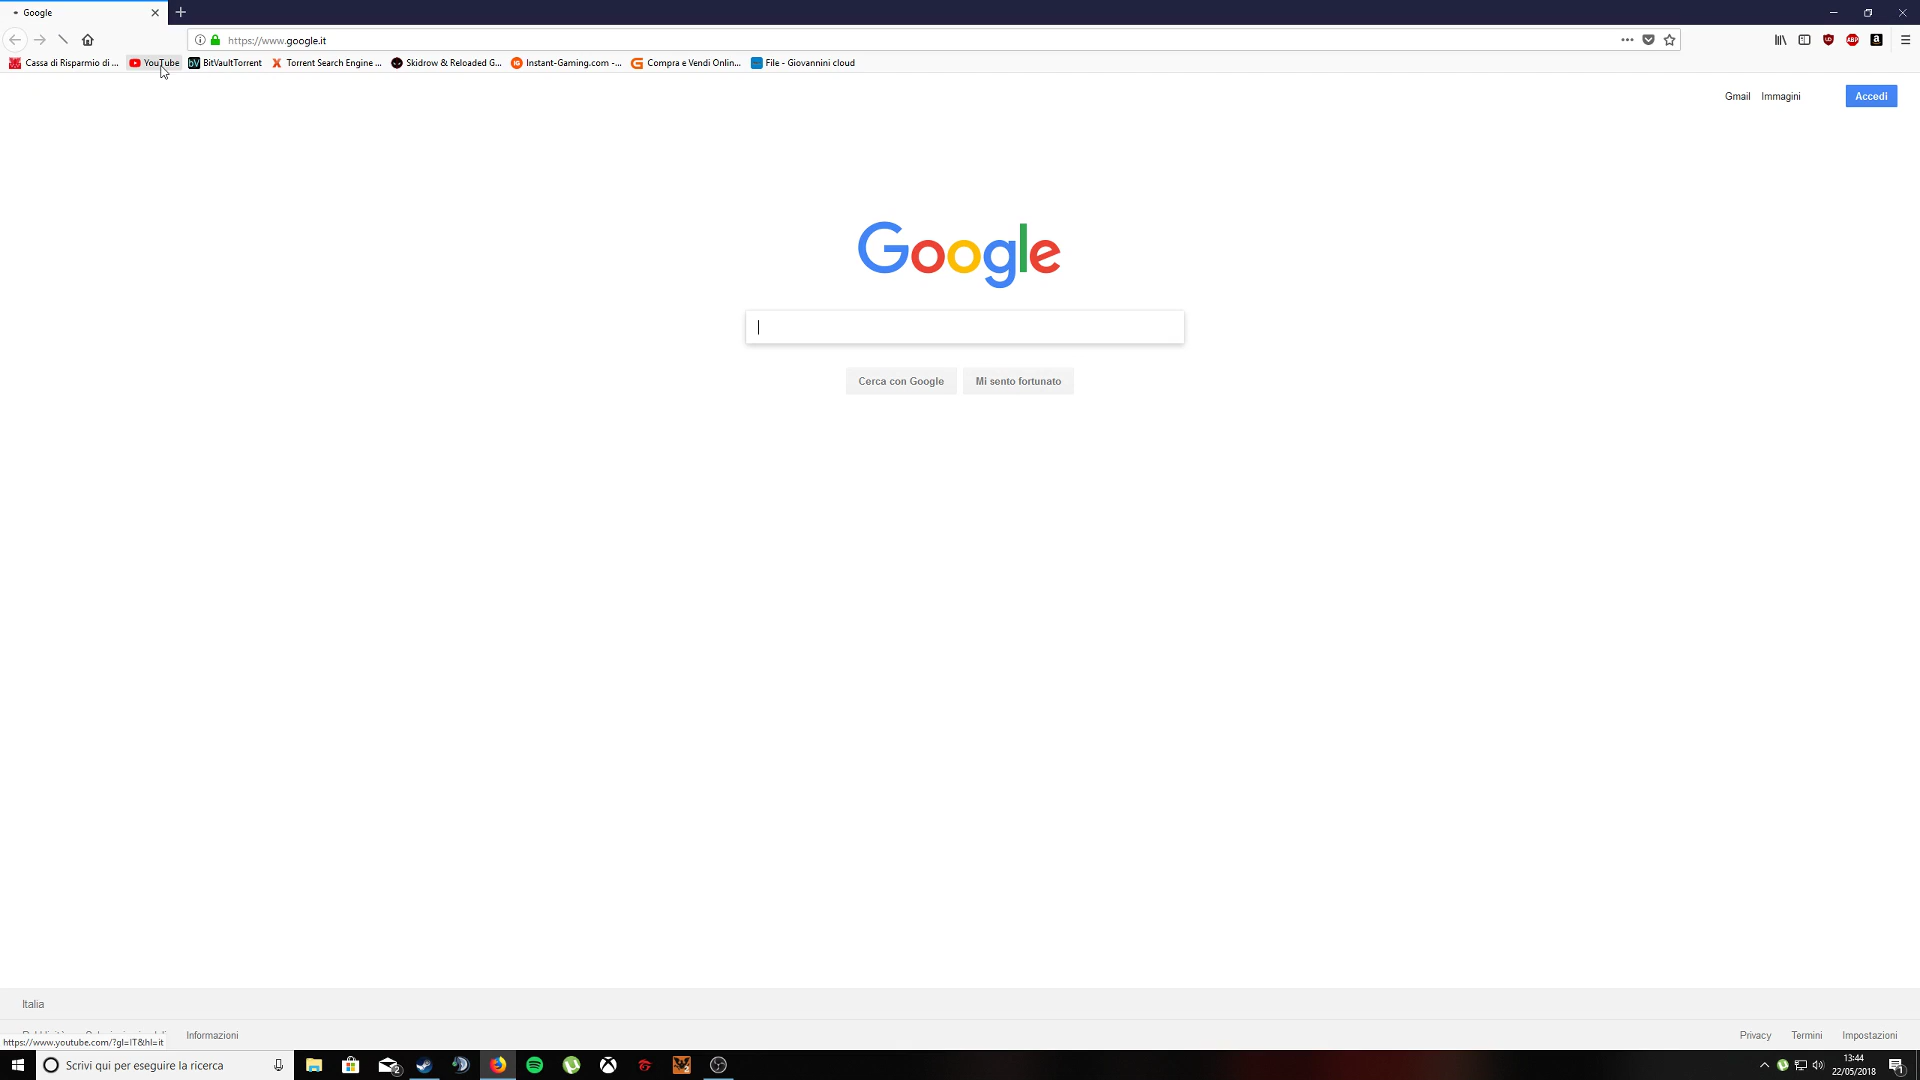 Google
https://www.google.it
Cassa di Risparmio di ... YouTube BitVaultTorrent Torrent Search Engine ... Skidrow & Reloaded G... Instant-Gaming.com -... Compra e Vendi Onlin... File - Giovannini cloud
Gmail Immagini Accedi
Google
Cerca con Google Mi sento fortunato
Italia
Informazioni Privacy Termini Impostazioni
https://www.youtube.com/?gl=IT&hl=it
Scrivi qui per eseguire la ricerca
13:44
22/05/2018